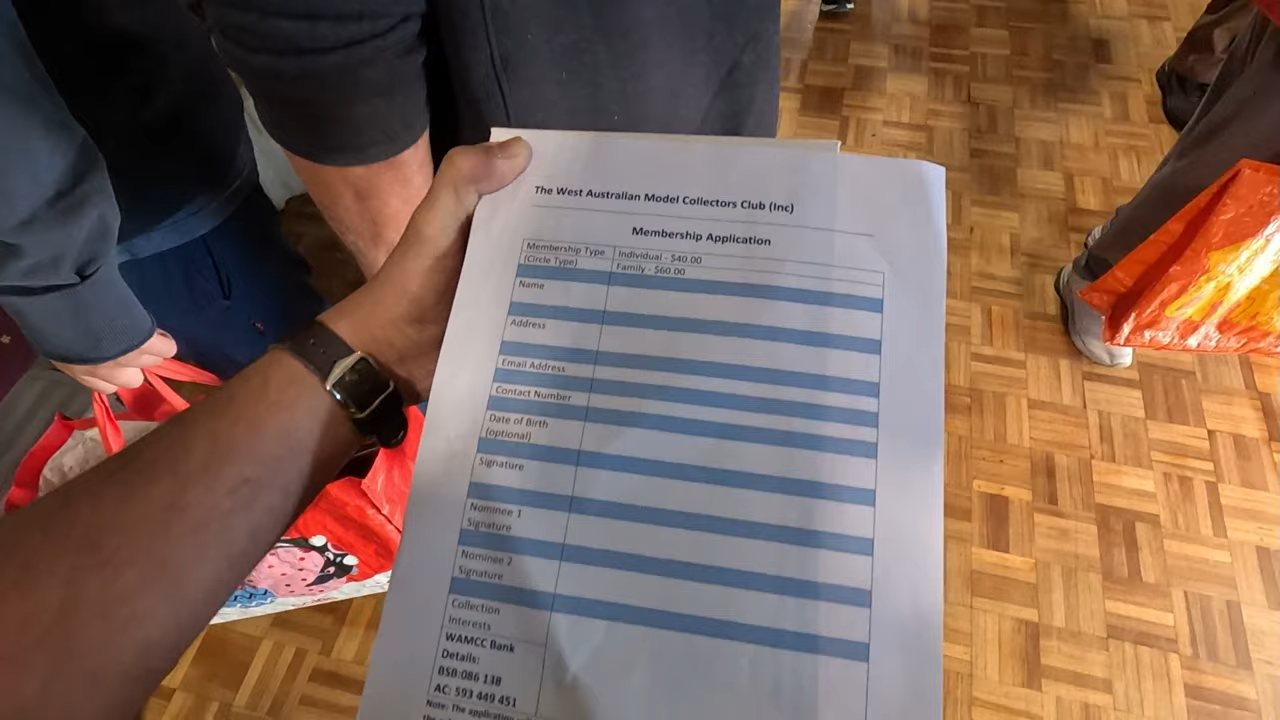 The West Australian Model Collectors Club (Inc)
Membership Application
Membership Type
(Circle Type)
Individual - $40.00
Family - $60.00
Name
Address
Email Address
Contact Number
Date of Birth
(optional)
Signature
Nominee 1
Signature
Nominee 2
Signature
Collection
Interests
WAMCC Bank
Details:
BSB:086 138
AC: 593 449 451
Note: The application